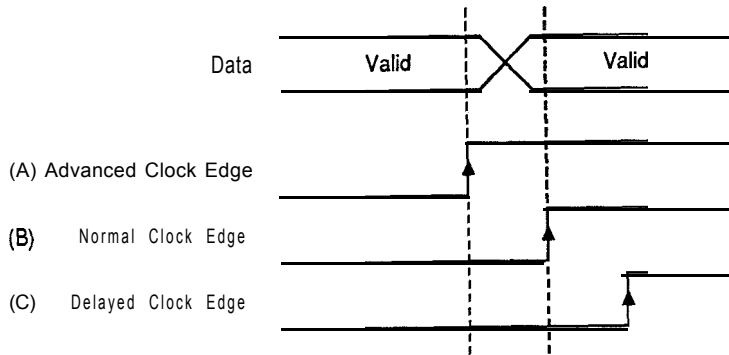 Data Valid Valid
(A) Advanced Clock Edge
(B) Normal Clock Edge
(C) Delayed Clock Edge